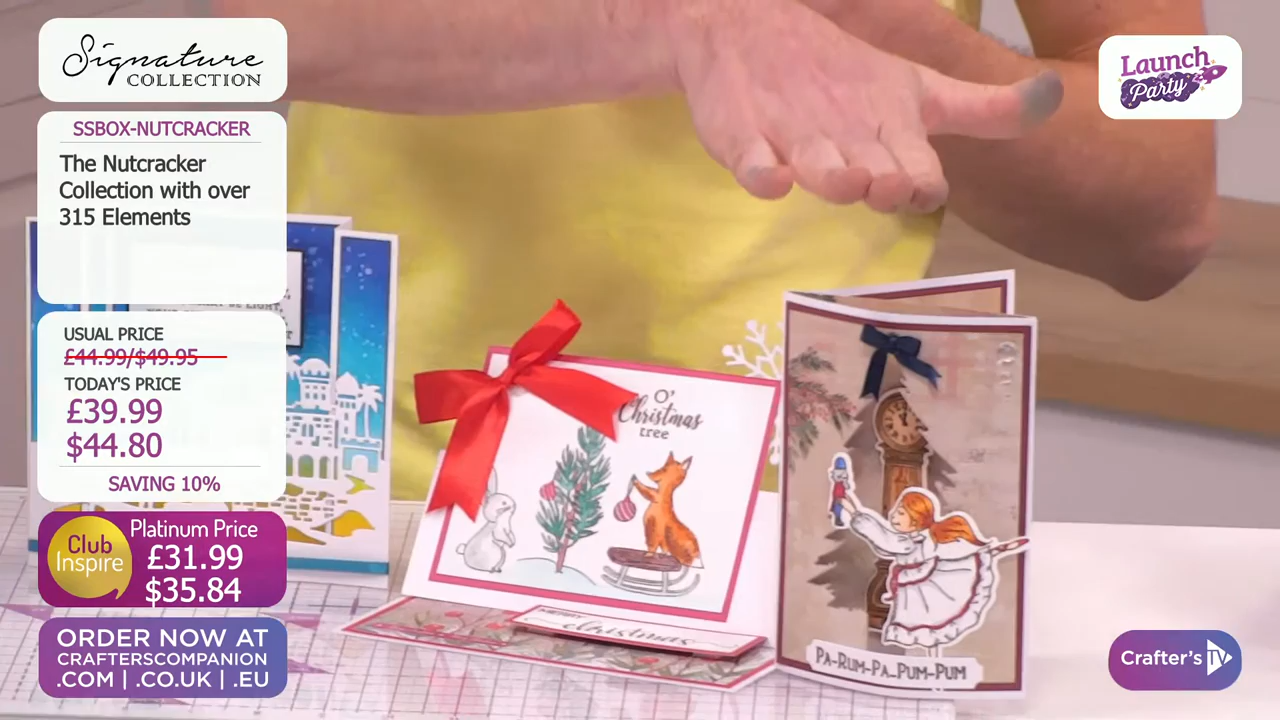 Signature
COLLECTION
SSBOX-NUTCRACKER
The Nutcracker
Collection with over
315 Elements
USUAL PRICE
£44.99/$49.95
TODAY'S PRICE
£39.99
$44.80
SAVING 10%
Club
Inspire
Platinum Price
£31.99
$35.84
ORDER NOW AT
CRAFTERSCOMPANION
.COM | .CO.UK | .EU
O'
Christmas
tree
MERRY
Christmas
PA-RUM-PA-PUM-PUM
Launch
Party
Crafter's TV